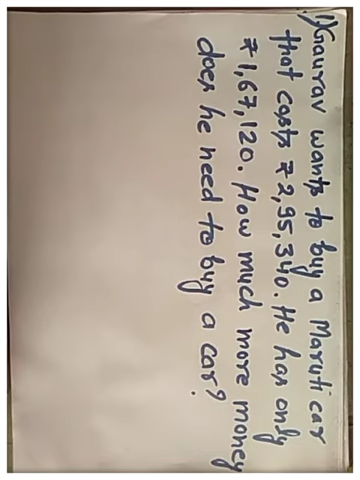 1) Gaurav wants to buy a Maruti car
that costs ₹2,95,340. He has only
₹1,67,120. How much more money
does he need to buy a car?